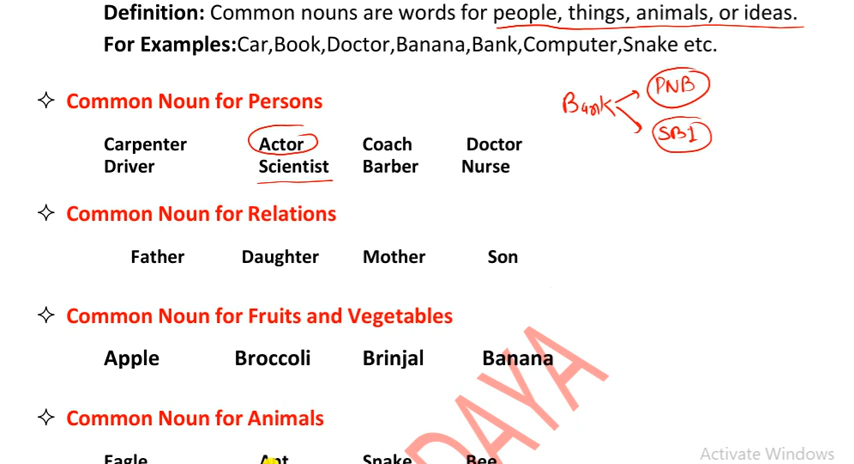 Definition: Common nouns are words for people, things, animals, or ideas.
For Examples:Car,Book,Doctor,Banana,Bank,Computer,Snake etc.
Bank PNB
SBI
Common Noun for Persons
Carpenter Actor Coach Doctor
Driver Scientist Barber Nurse
Common Noun for Relations
Father Daughter Mother Son
Common Noun for Fruits and Vegetables
Apple Broccoli Brinjal Banana
Common Noun for Animals
Eagle Ant Snake Bee
DAYA
Activate Windows